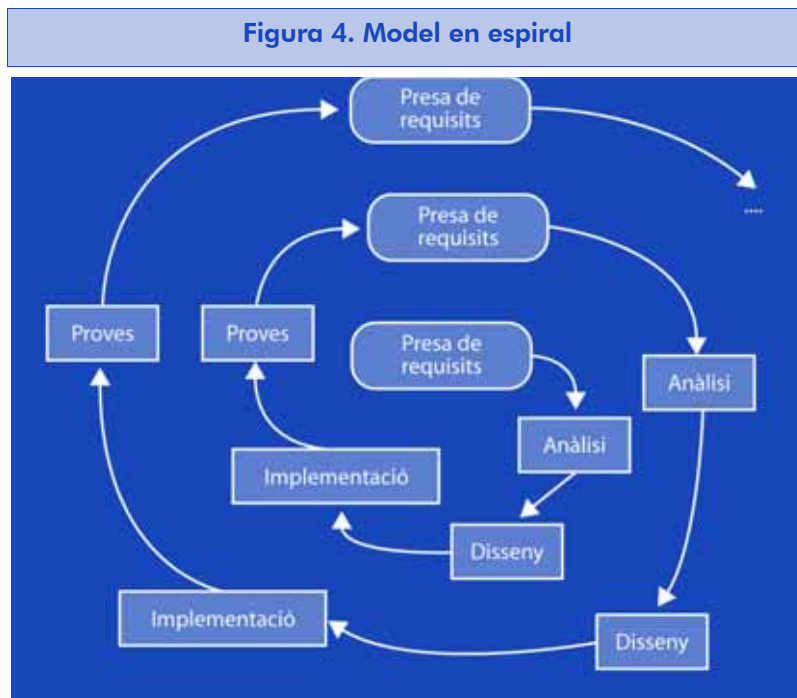 Figura 4. Model en espiral
Presa de
requisits
....
Presa de
requisits
Proves
Proves
Presa de
requisits
Anàlisi
Anàlisi
Implementació
Disseny
Implementació
Disseny